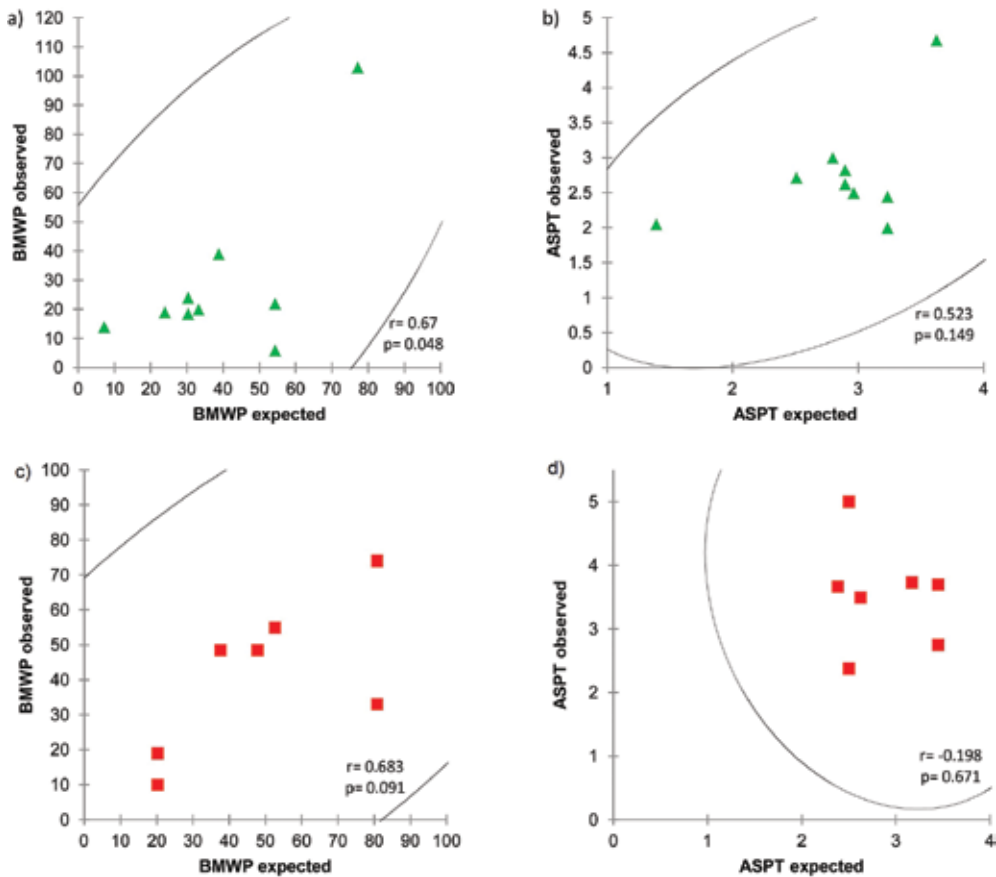 a)
120
110
100
90
80
70
60
50
40
30
20
10
0
BMWP observed
0 10 20 30 40 50 60 70 80 90 100
BMWP expected
r= 0.67
p= 0.048
b)
5
4.5
4
3.5
3
2.5
2
1.5
1
0.5
0
ASPT observed
1 2 3 4
ASPT expected
r= 0.523
p= 0.149
c)
100
90
80
70
60
50
40
30
20
10
0
BMWP observed
0 10 20 30 40 50 60 70 80 90 100
BMWP expected
r= 0.683
p= 0.091
d)
5
4
3
2
1
0
ASPT observed
0 1 2 3 4
ASPT expected
r= -0.198
p= 0.671